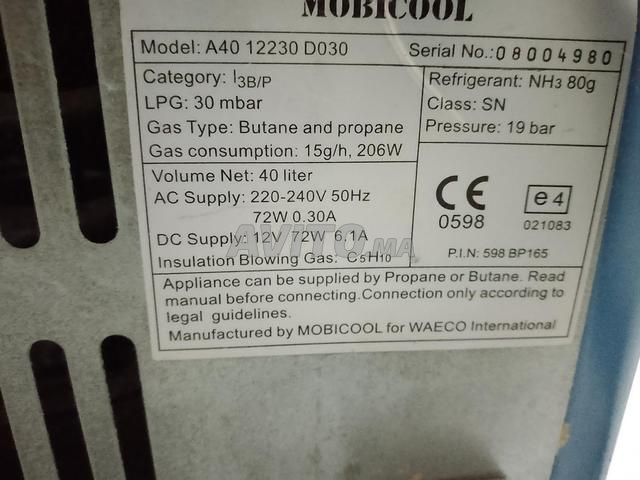 MOBICOOL
Model: A40 12230 D030
Serial No.: 08004980
Category: I3B/P
LPG: 30 mbar
Gas Type: Butane and propane
Gas consumption: 15g/h, 206W
Refrigerant: NH3 80g
Class: SN
Pressure: 19 bar
Volume Net: 40 liter
AC Supply: 220-240V 50Hz
72W 0.30A
DC Supply: 12V 72W 6.1A
Insulation Blowing Gas: C5H10
CE
0598
e4
021083
P.I.N: 598 BP165
AVITO.MA
Appliance can be supplied by Propane or Butane. Read
manual before connecting.Connection only according to
legal guidelines.
Manufactured by MOBICOOL for WAECO International